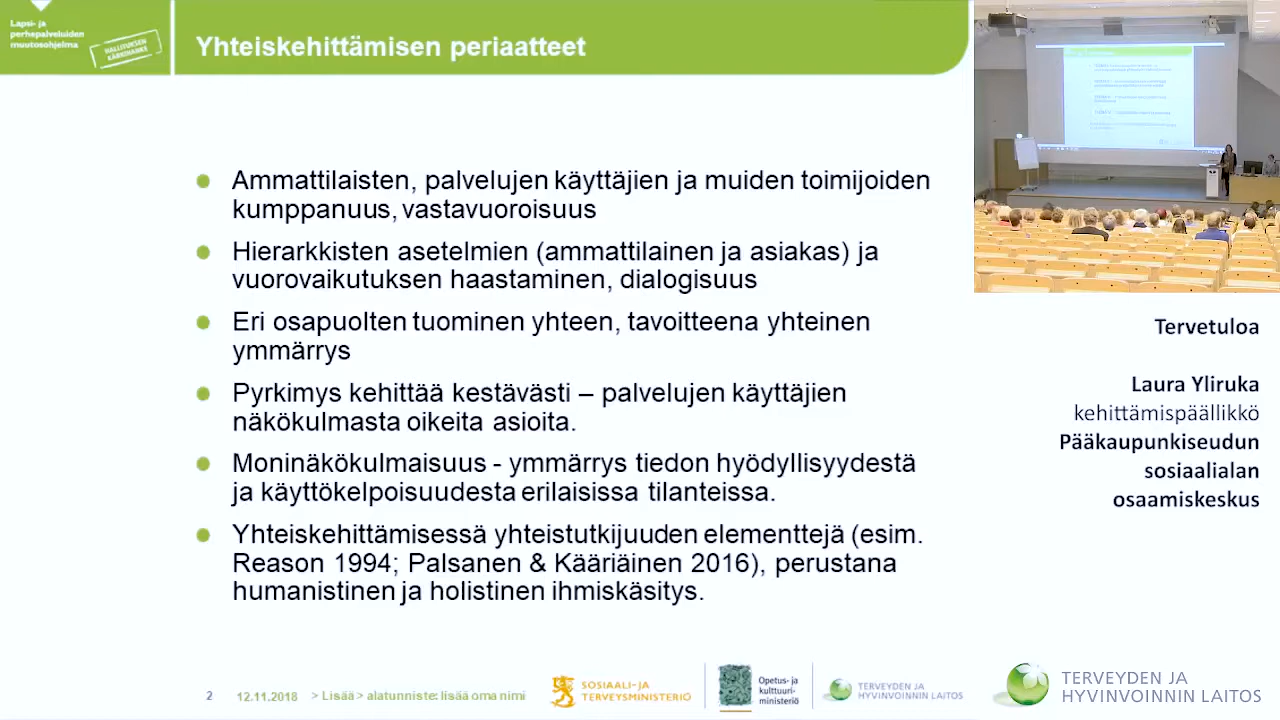 Lapsi- ja
perhepalveluiden
muutosohjelma
HALLITUKSEN
KÄRKIHANKE
Yhteiskehittämisen periaatteet
Ammattilaisten, palvelujen käyttäjien ja muiden toimijoiden
kumppanuus, vastavuoroisuus
Hierarkkisten asetelmien (ammattilainen ja asiakas) ja
vuorovaikutuksen haastaminen, dialogisuus
Eri osapuolten tuominen yhteen, tavoitteena yhteinen
ymmärrys
Pyrkimys kehittää kestävästi – palvelujen käyttäjien
näkökulmasta oikeita asioita.
Moninäkökulmaisuus - ymmärrys tiedon hyödyllisyydestä
ja käyttökelpoisuudesta erilaisissa tilanteissa.
Yhteiskehittämisessä yhteistutkijuuden elementtejä (esim.
Reason 1994; Palsanen & Kääriäinen 2016), perustana
humanistinen ja holistinen ihmiskäsitys.
Tervetuloa
Laura Yliruka
kehittämispäällikkö
Pääkaupunkiseudun
sosiaalialan
osaamiskeskus
2 12.11.2018 > Lisää > alatunniste: lisää oma nimi
SOSIAALI- JA
TERVEYSMINISTERIÖ
Opetus- ja
kulttuuri-
ministeriö
TERVEYDEN JA
HYVINVOINNIN LAITOS
TERVEYDEN JA
HYVINVOINNIN LAITOS